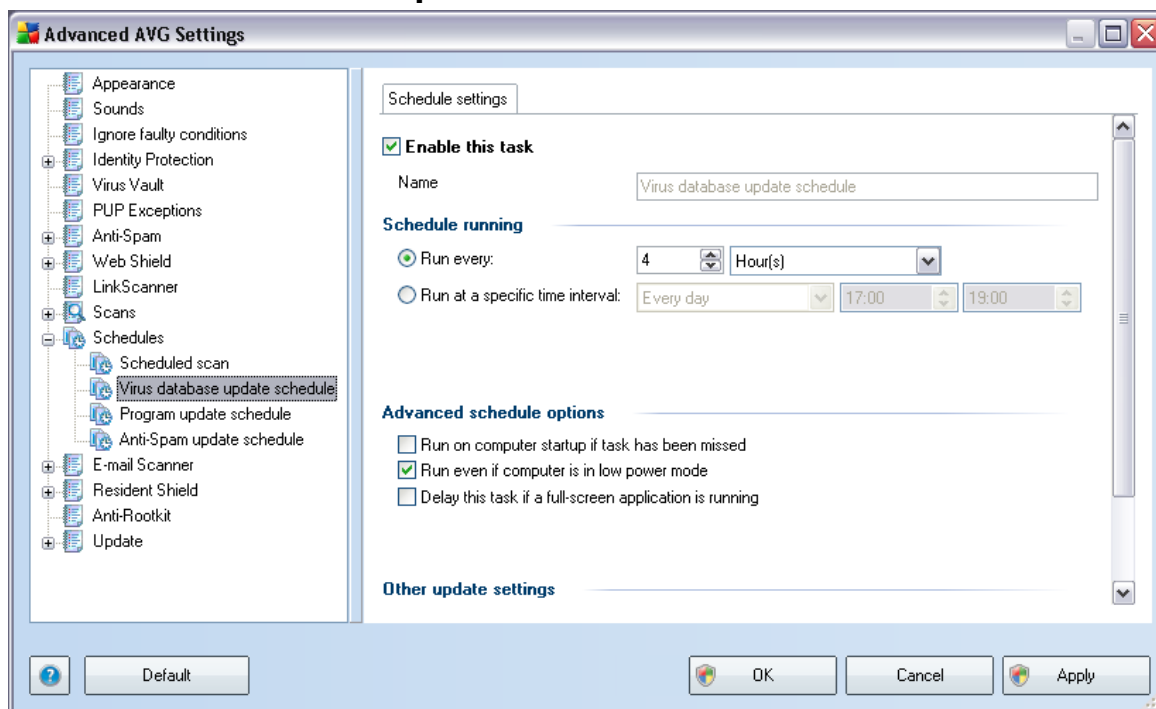 Advanced AVG Settings
Appearance
Sounds
Ignore faulty conditions
Identity Protection
Virus Vault
PUP Exceptions
Anti-Spam
Web Shield
LinkScanner
Scans
Schedules
Scheduled scan
Virus database update schedule
Program update schedule
Anti-Spam update schedule
E-mail Scanner
Resident Shield
Anti-Rootkit
Update
Schedule settings
Enable this task
Name Virus database update schedule
Schedule running
Run every: 4 Hour(s)
Run at a specific time interval: Every day 17:00 19:00
Advanced schedule options
Run on computer startup if task has been missed
Run even if computer is in low power mode
Delay this task if a full-screen application is running
Other update settings
Default OK Cancel Apply